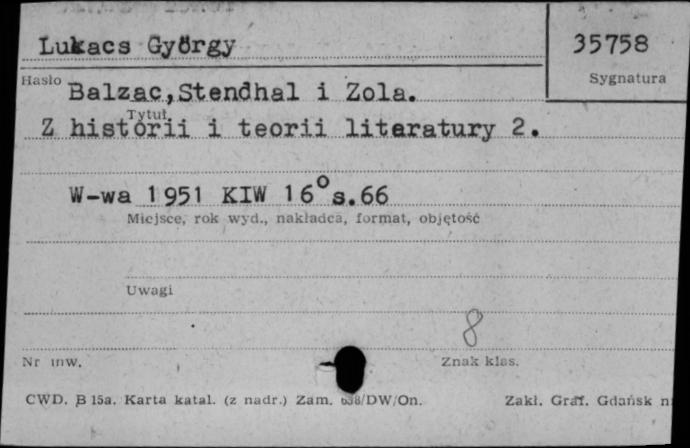 Lukacs György 35758
Hasło Sygnatura
Balzac,Stendhal i Zola.
Tytuł
Z historii i teorii literatury 2.
W-wa 1951 KIW 16° s.66
Miejsce, rok wyd., nakładca, format, objętość
Uwagi
8
Nr inw. Znak klas.
CWD. B 15a. Karta katal. (z nadr.) Zam. /DW/On. Zakł. Graf. Gdańsk